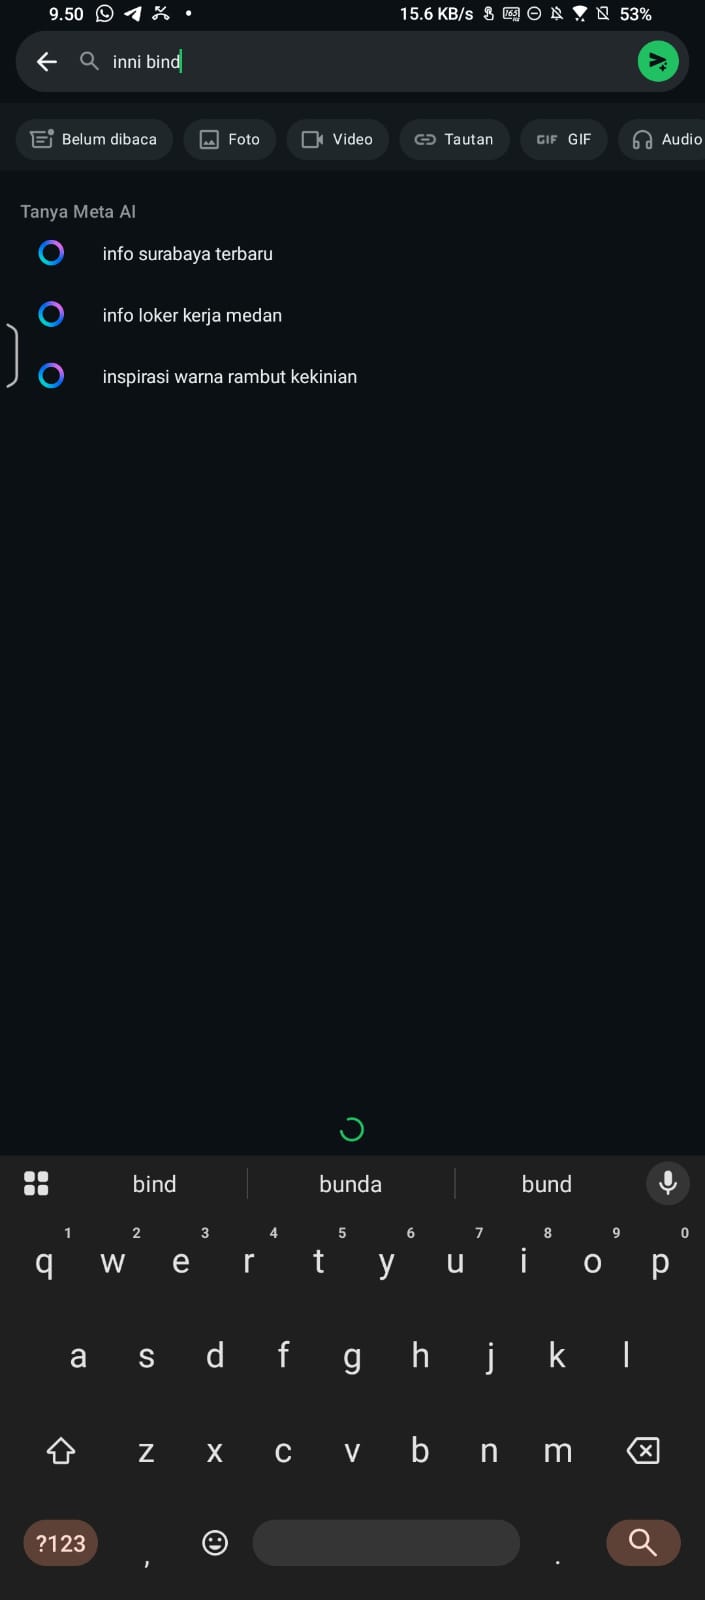 9.50 15.6 KB/s 53%
inni bind
Belum dibaca Foto Video Tautan GIF GIF Audio
Tanya Meta AI
info surabaya terbaru
info loker kerja medan
inspirasi warna rambut kekinian
bind bunda bund
1 2 3 4 5 6 7 8 9 0
q w e r t y u i o p
a s d f g h j k l
z x c v b n m
?123 , .